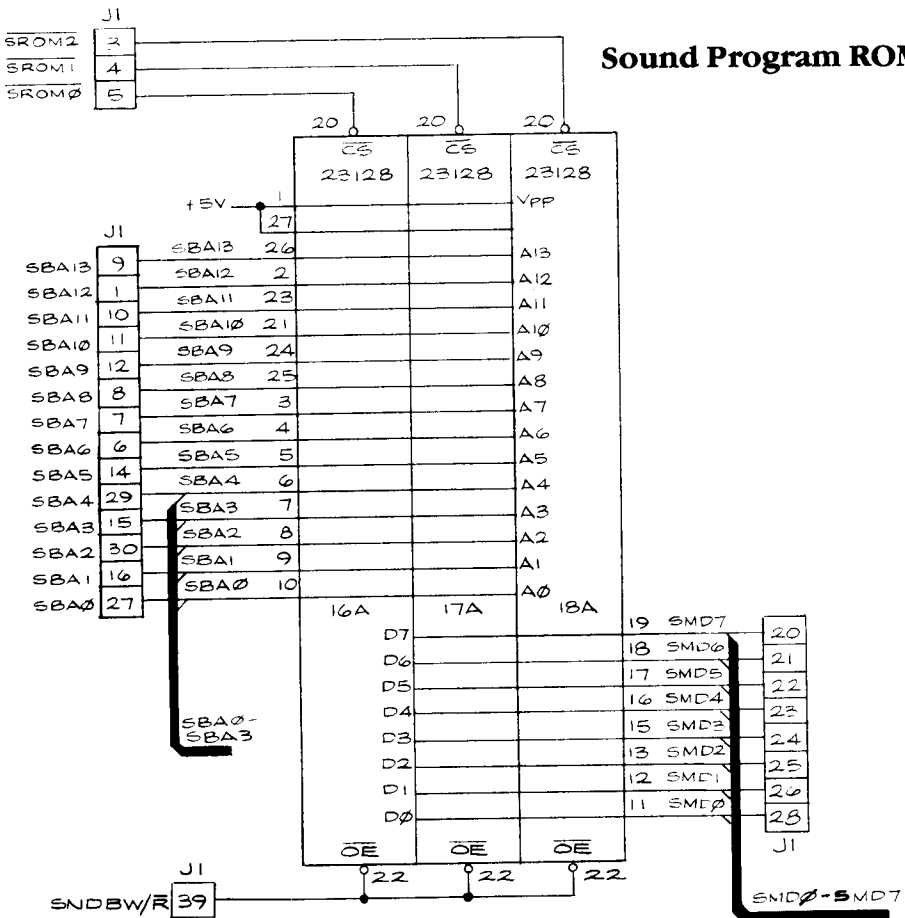 J1
SROM2 3
SROM1 4
SROMØ 5
Sound Program ROM
20 20 20
CS CS CS
23128 23128 23128
+5V 1 VPP
27
J1
SBA13 9 SBA13 26 A13
SBA12 1 SBA12 2 A12
SBA11 10 SBA11 23 A11
SBA10 11 SBA1Ø 21 A1Ø
SBA9 12 SBA9 24 A9
SBA8 8 SBA8 25 A8
SBA7 7 SBA7 3 A7
SBA6 6 SBA6 4 A6
SBA5 14 SBA5 5 A5
SBA4 29 SBA4 6 A4
SBA3 15 SBA3 7 A3
SBA2 30 SBA2 8 A2
SBA1 16 SBA1 9 A1
SBAØ 27 SBAØ 10 AØ
16A 17A 18A
D7 19 SMD7 20
D6 18 SMD6 21
D5 17 SMD5 22
D4 16 SMD4 23
D3 15 SMD3 24
D2 13 SMD2 25
D1 12 SMD1 26
DØ 11 SMDØ 28
J1
SBAØ-
SBA3
OE OE OE
22 22 22
J1
SNDBW/R 39
SMDØ-SMD7